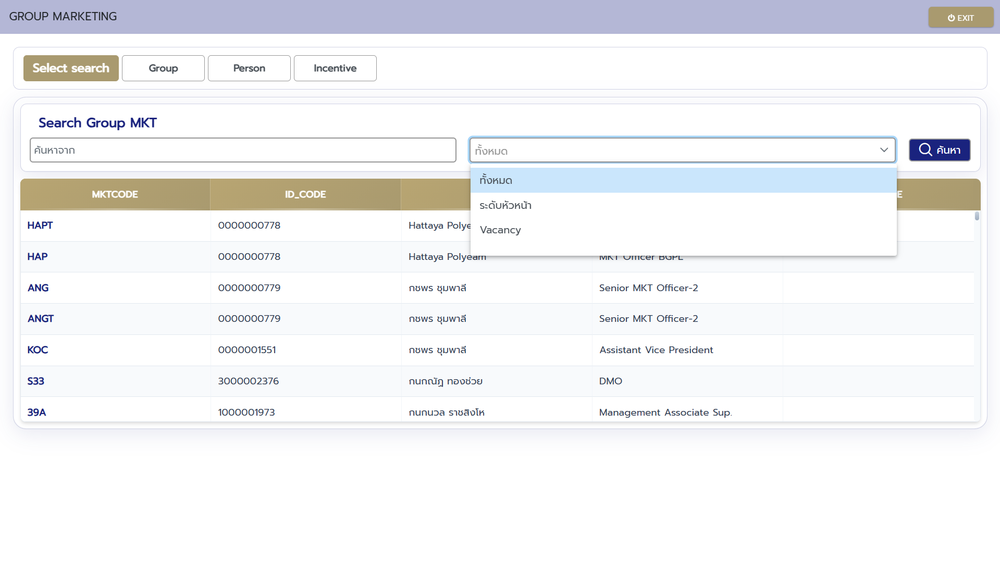 GROUP MARKETING
EXIT
Select search
Group
Person
Incentive
Search Group MKT
ค้นหาจาก
ทั้งหมด
ค้นหา
ทั้งหมด
ระดับหัวหน้า
Vacancy
MKTCODE ID_CODE E
HAPT 0000000778 Hattaya Polye
HAP 0000000778 Hattaya Polyeam MKT Officer BGPL
ANG 0000000779 กชพร ชุมพาลี Senior MKT Officer-2
ANGT 0000000779 กชพร ชุมพาลี Senior MKT Officer-2
KOC 0000001551 กชพร ชุมพาลี Assistant Vice President
S33 3000002376 กนกณัฏ ทองช่วย DMO
39A 1000001973 กนกนวล ราชสิงโห Management Associate Sup.